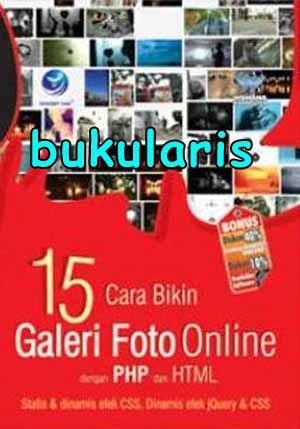 bukularis
BONUS
15 Cara Bikin
Galeri Foto Online
dengan PHP dan HTML
Statis & dinamis efek CSS, Dinamis efek jQuery & CSS